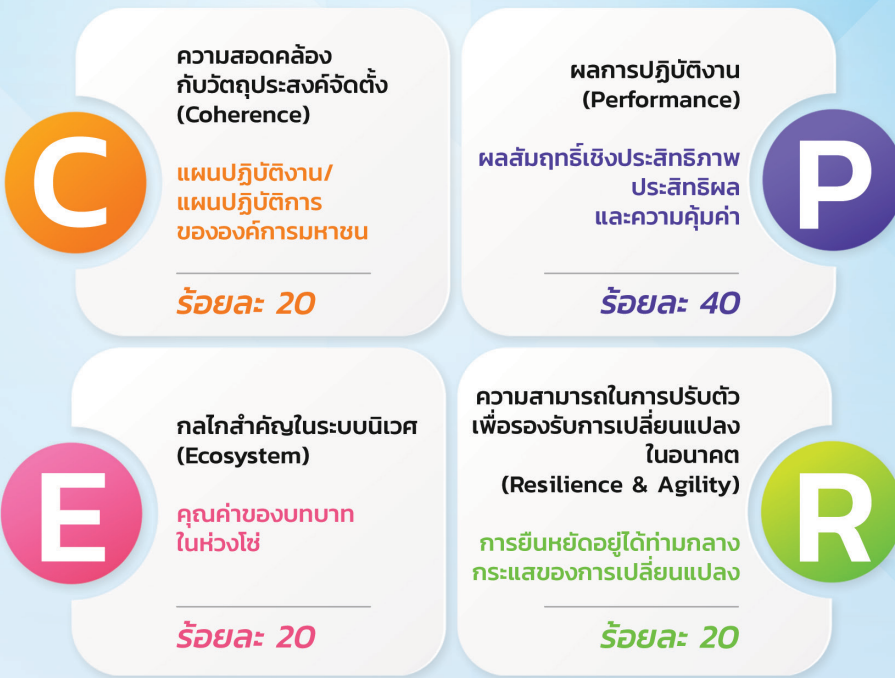 C
ความสอดคล้อง
กับวัตถุประสงค์จัดตั้ง
(Coherence)
แผนปฏิบัติงาน/
แผนปฏิบัติการ
ขององค์การมหาชน
ร้อยละ 20
P
ผลการปฏิบัติงาน
(Performance)
ผลสัมฤทธิ์เชิงประสิทธิภาพ
ประสิทธิผล
และความคุ้มค่า
ร้อยละ 40
E
กลไกสำคัญในระบบนิเวศ
(Ecosystem)
คุณค่าของบทบาท
ในห่วงโซ่
ร้อยละ 20
R
ความสามารถในการปรับตัว
เพื่อรองรับการเปลี่ยนแปลง
ในอนาคต
(Resilience & Agility)
การยืนหยัดอยู่ได้ท่ามกลาง
กระแสของการเปลี่ยนแปลง
ร้อยละ 20